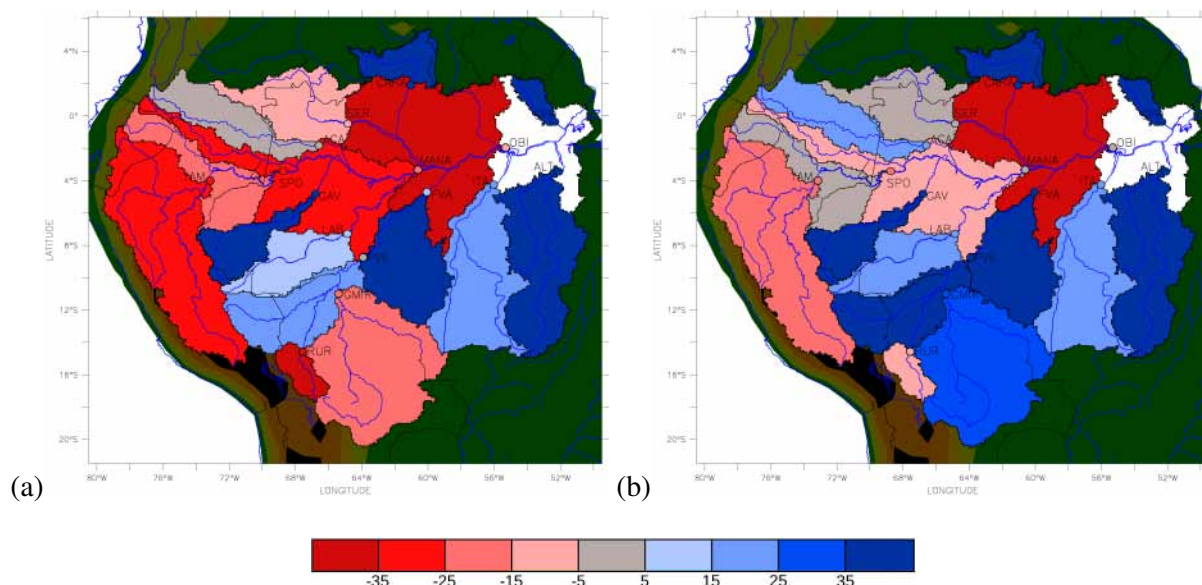 4°N
0°
4°S
8°S
12°S
16°S
20°S
LATITUDE
80°W 76°W 72°W 68°W 64°W 60°W 56°W 52°W
LONGITUDE
SER
MANA
OBI
ALT
SPO
GAV
FVA
LAB
GMIR
RUR
(a)
4°N
0°
4°S
8°S
12°S
16°S
20°S
LATITUDE
80°W 76°W 72°W 68°W 64°W 60°W 56°W 52°W
LONGITUDE
SER
MANA
OBI
ALT
SPO
GAV
FVA
LAB
(b)
-35 -25 -15 -5 5 15 25 35